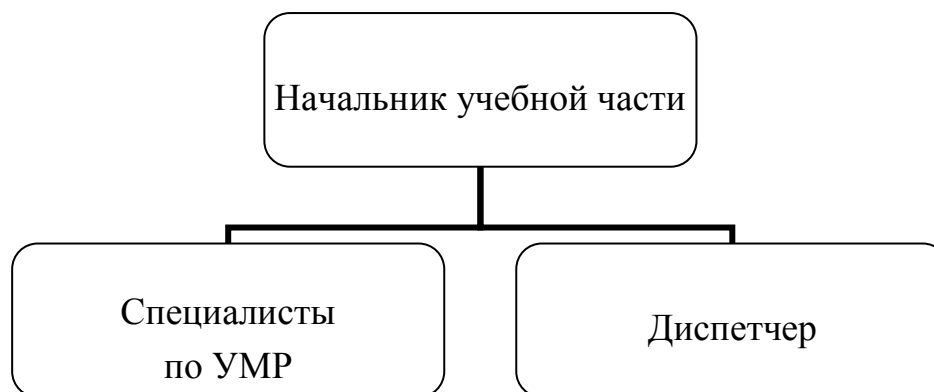 Начальник учебной части
Специалисты
по УМР
Диспетчер